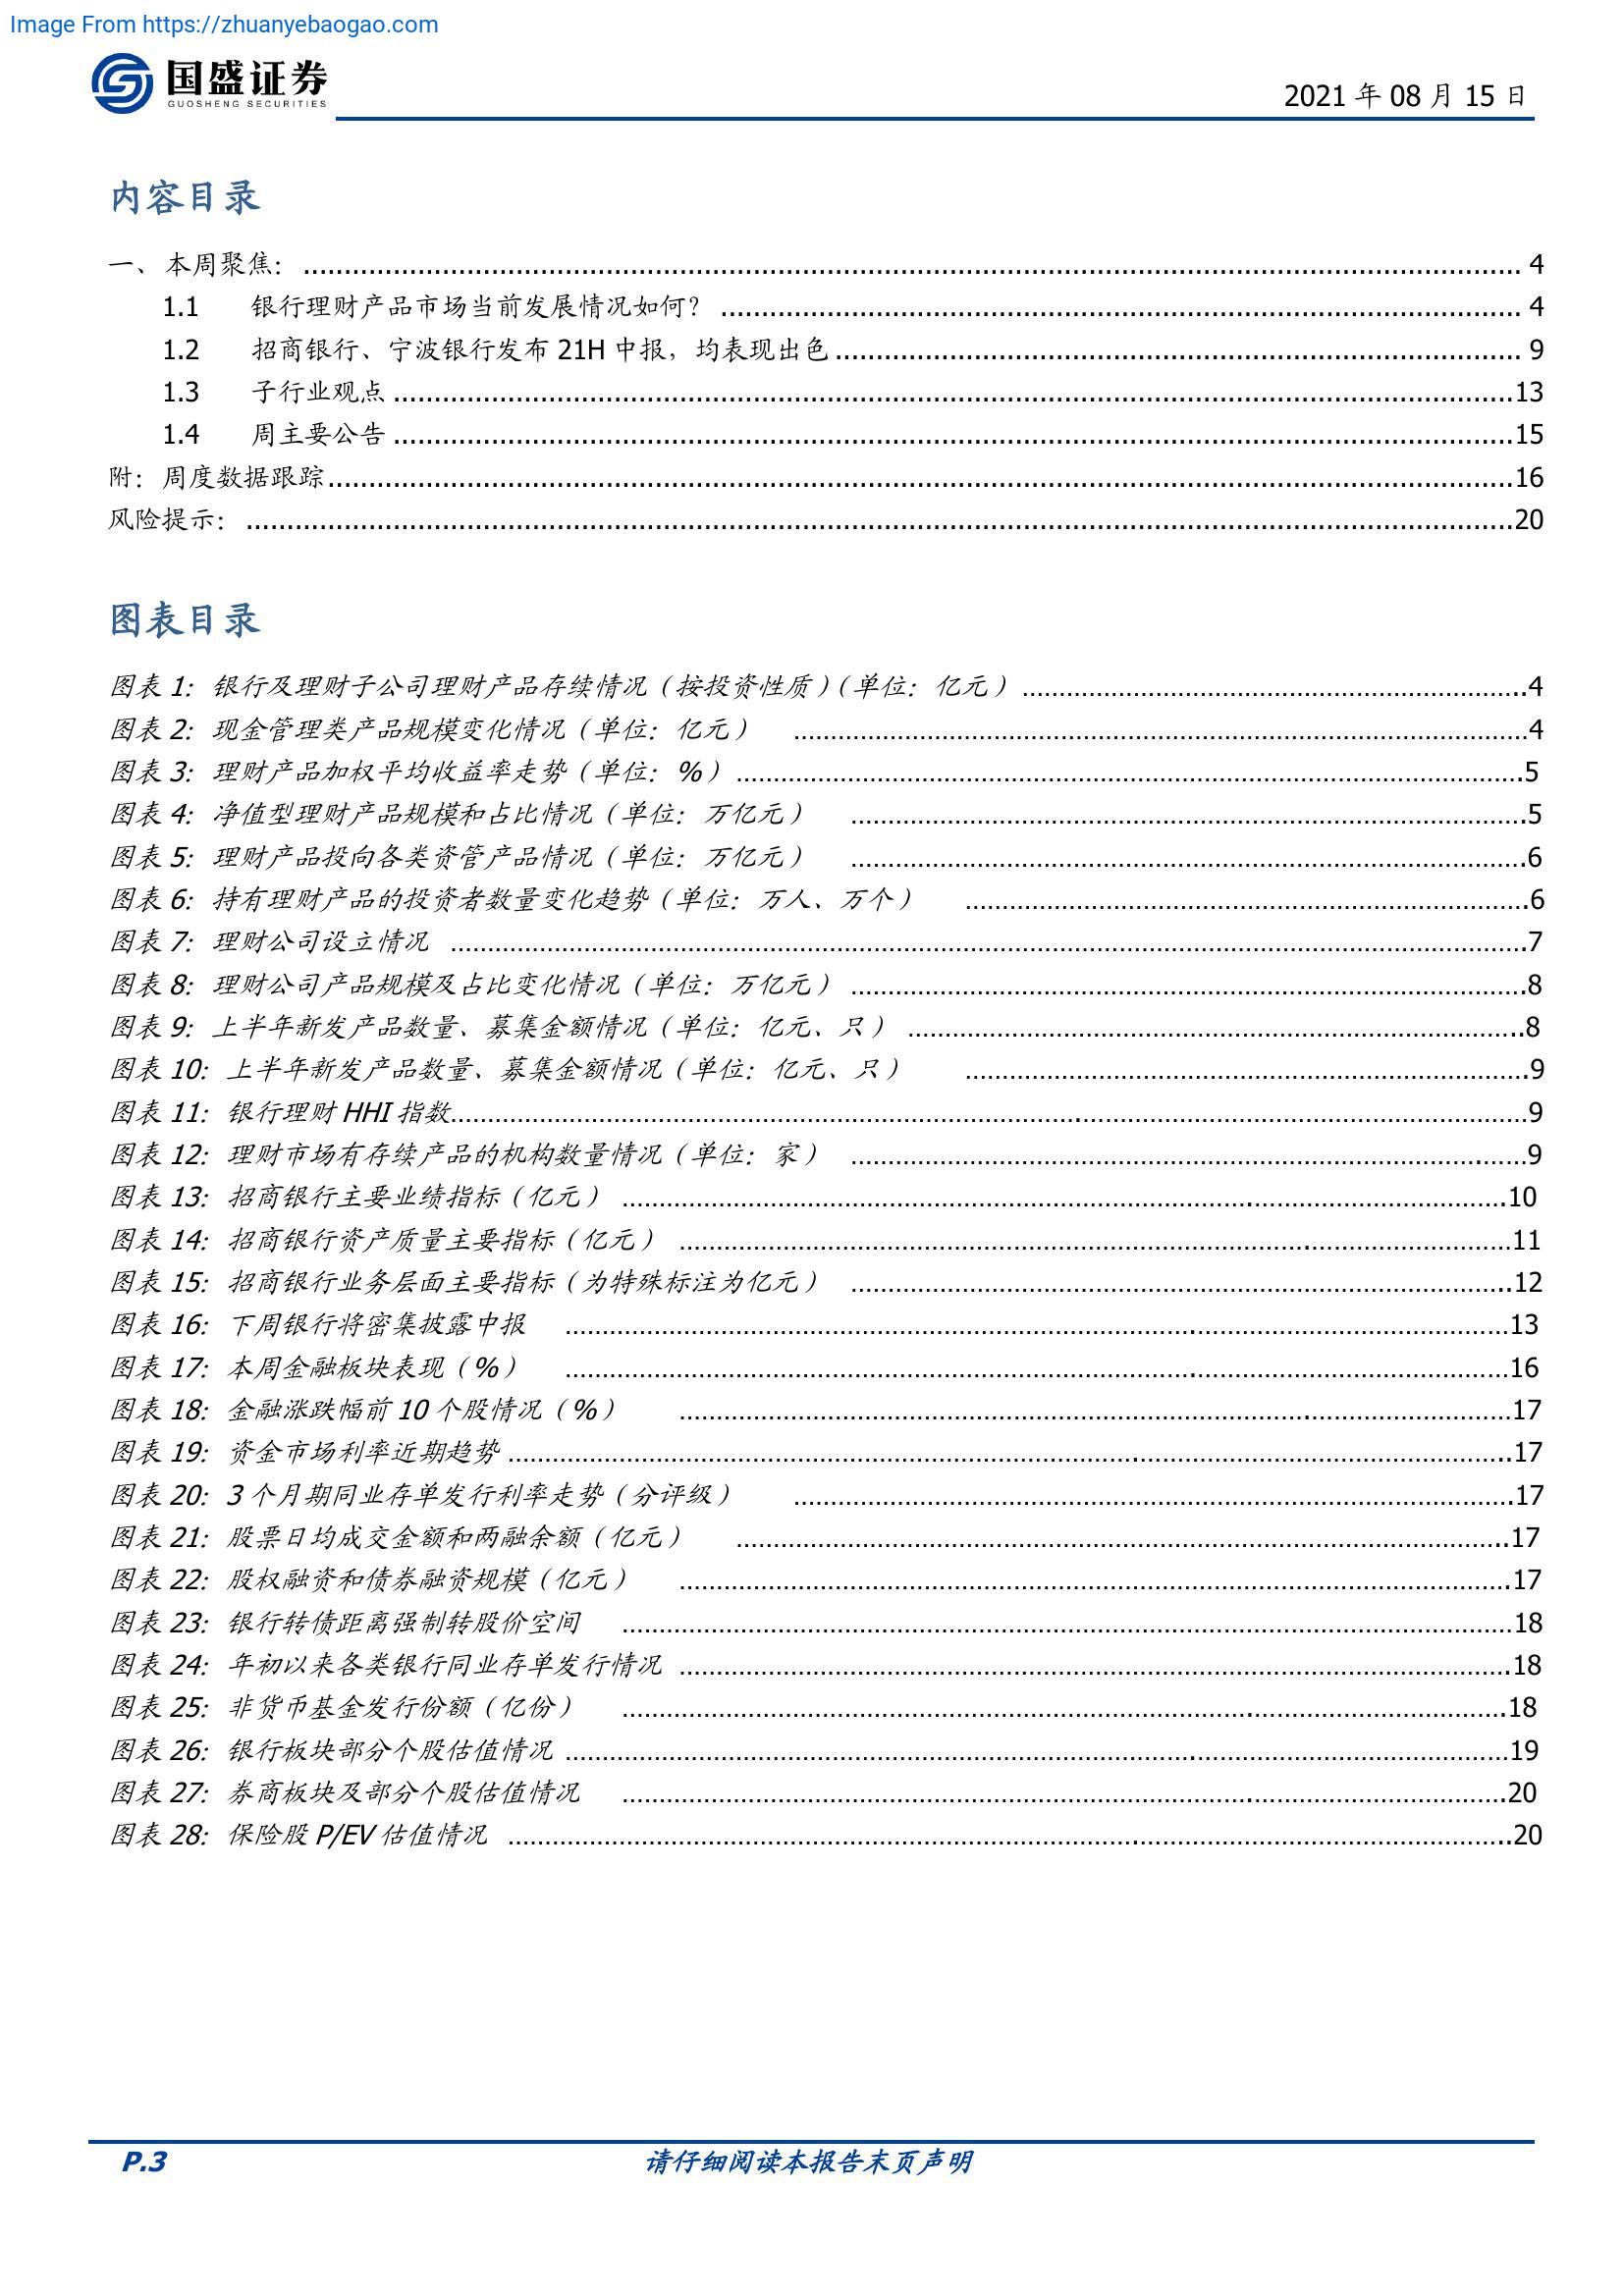 Image From https://zhuanyebaogao.com
国盛证券
GUOSHENG SECURITIES
2021 年 08 月 15 日
内容目录
一、本周聚焦： 4
1.1 银行理财产品市场当前发展情况如何？ 4
1.2 招商银行、宁波银行发布 21H 中报，均表现出色 9
1.3 子行业观点 13
1.4 周主要公告 15
附：周度数据跟踪 16
风险提示： 20
图表目录
图表 1: 银行及理财子公司理财产品存续情况（按投资性质）（单位：亿元） 4
图表 2: 现金管理类产品规模变化情况（单位：亿元） 4
图表 3: 理财产品加权平均收益率走势（单位：%） 5
图表 4: 净值型理财产品规模和占比情况（单位：万亿元） 5
图表 5: 理财产品投向各类资管产品情况（单位：万亿元） 6
图表 6: 持有理财产品的投资者数量变化趋势（单位：万人、万个） 6
图表 7: 理财公司设立情况 7
图表 8: 理财公司产品规模及占比变化情况（单位：万亿元） 8
图表 9: 上半年新发产品数量、募集金额情况（单位：亿元、只） 8
图表 10: 上半年新发产品数量、募集金额情况（单位：亿元、只） 9
图表 11: 银行理财 HHI 指数 9
图表 12: 理财市场有存续产品的机构数量情况（单位：家） 9
图表 13: 招商银行主要业绩指标（亿元） 10
图表 14: 招商银行资产质量主要指标（亿元） 11
图表 15: 招商银行业务层面主要指标（为特殊标注为亿元） 12
图表 16: 下周银行将密集披露中报 13
图表 17: 本周金融板块表现（%） 16
图表 18: 金融涨跌幅前 10 个股情况（%） 17
图表 19: 资金市场利率近期趋势 17
图表 20: 3 个月期同业存单发行利率走势（分评级） 17
图表 21: 股票日均成交金额和两融余额（亿元） 17
图表 22: 股权融资和债券融资规模（亿元） 17
图表 23: 银行转债距离强制转股价空间 18
图表 24: 年初以来各类银行同业存单发行情况 18
图表 25: 非货币基金发行份额（亿份） 18
图表 26: 银行板块部分个股估值情况 19
图表 27: 券商板块及部分个股估值情况 20
图表 28: 保险股 P/EV 估值情况 20
P.3 请仔细阅读本报告末页声明